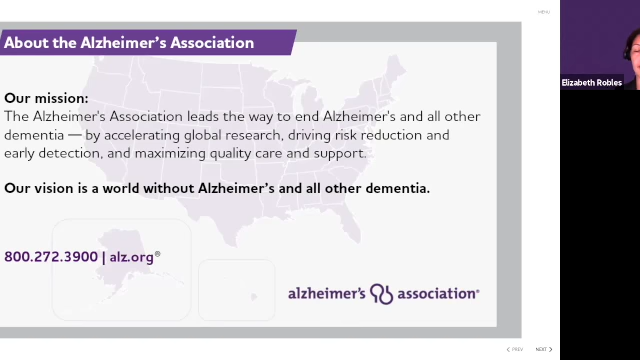 MENU
About the Alzheimer's Association
Our mission:
The Alzheimer's Association leads the way to end Alzheimer's and all other
dementia — by accelerating global research, driving risk reduction and
early detection, and maximizing quality care and support.
Our vision is a world without Alzheimer's and all other dementia.
800.272.3900 | alz.org®
alzheimer's association®
PREV
NEXT
Elizabeth Robles